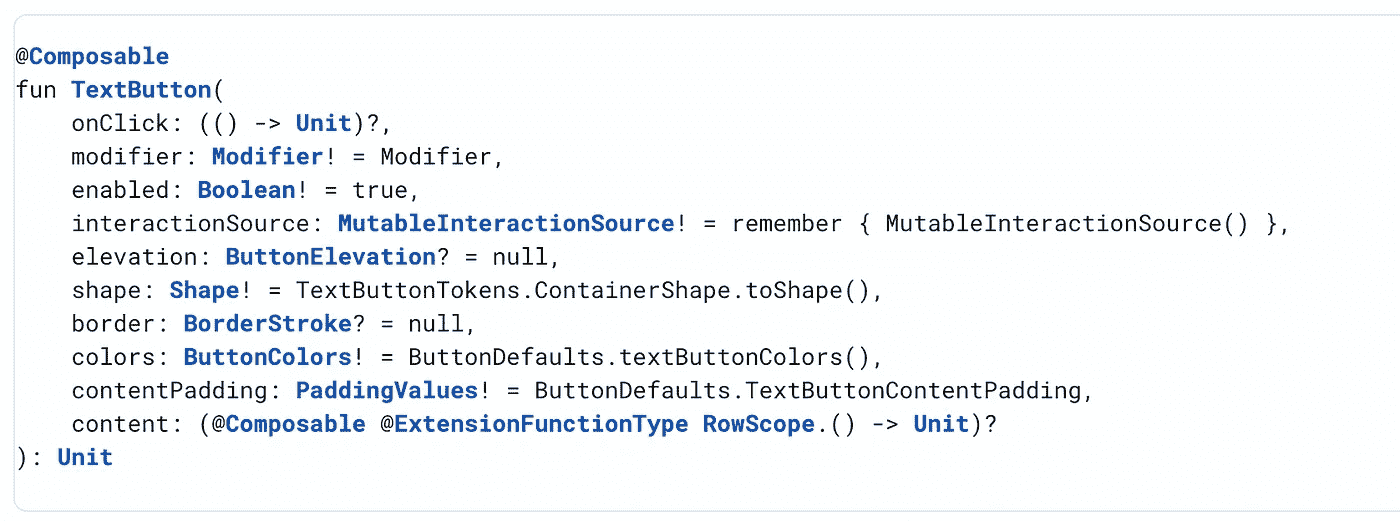 @Composable
fun TextButton(
    onClick: (() -> Unit)?,
    modifier: Modifier! = Modifier,
    enabled: Boolean! = true,
    interactionSource: MutableInteractionSource! = remember { MutableInteractionSource() },
    elevation: ButtonElevation? = null,
    shape: Shape! = TextButtonTokens.ContainerShape.toShape(),
    border: BorderStroke? = null,
    colors: ButtonColors! = ButtonDefaults.textButtonColors(),
    contentPadding: PaddingValues! = ButtonDefaults.TextButtonContentPadding,
    content: (@Composable @ExtensionFunctionType RowScope.() -> Unit)?
): Unit